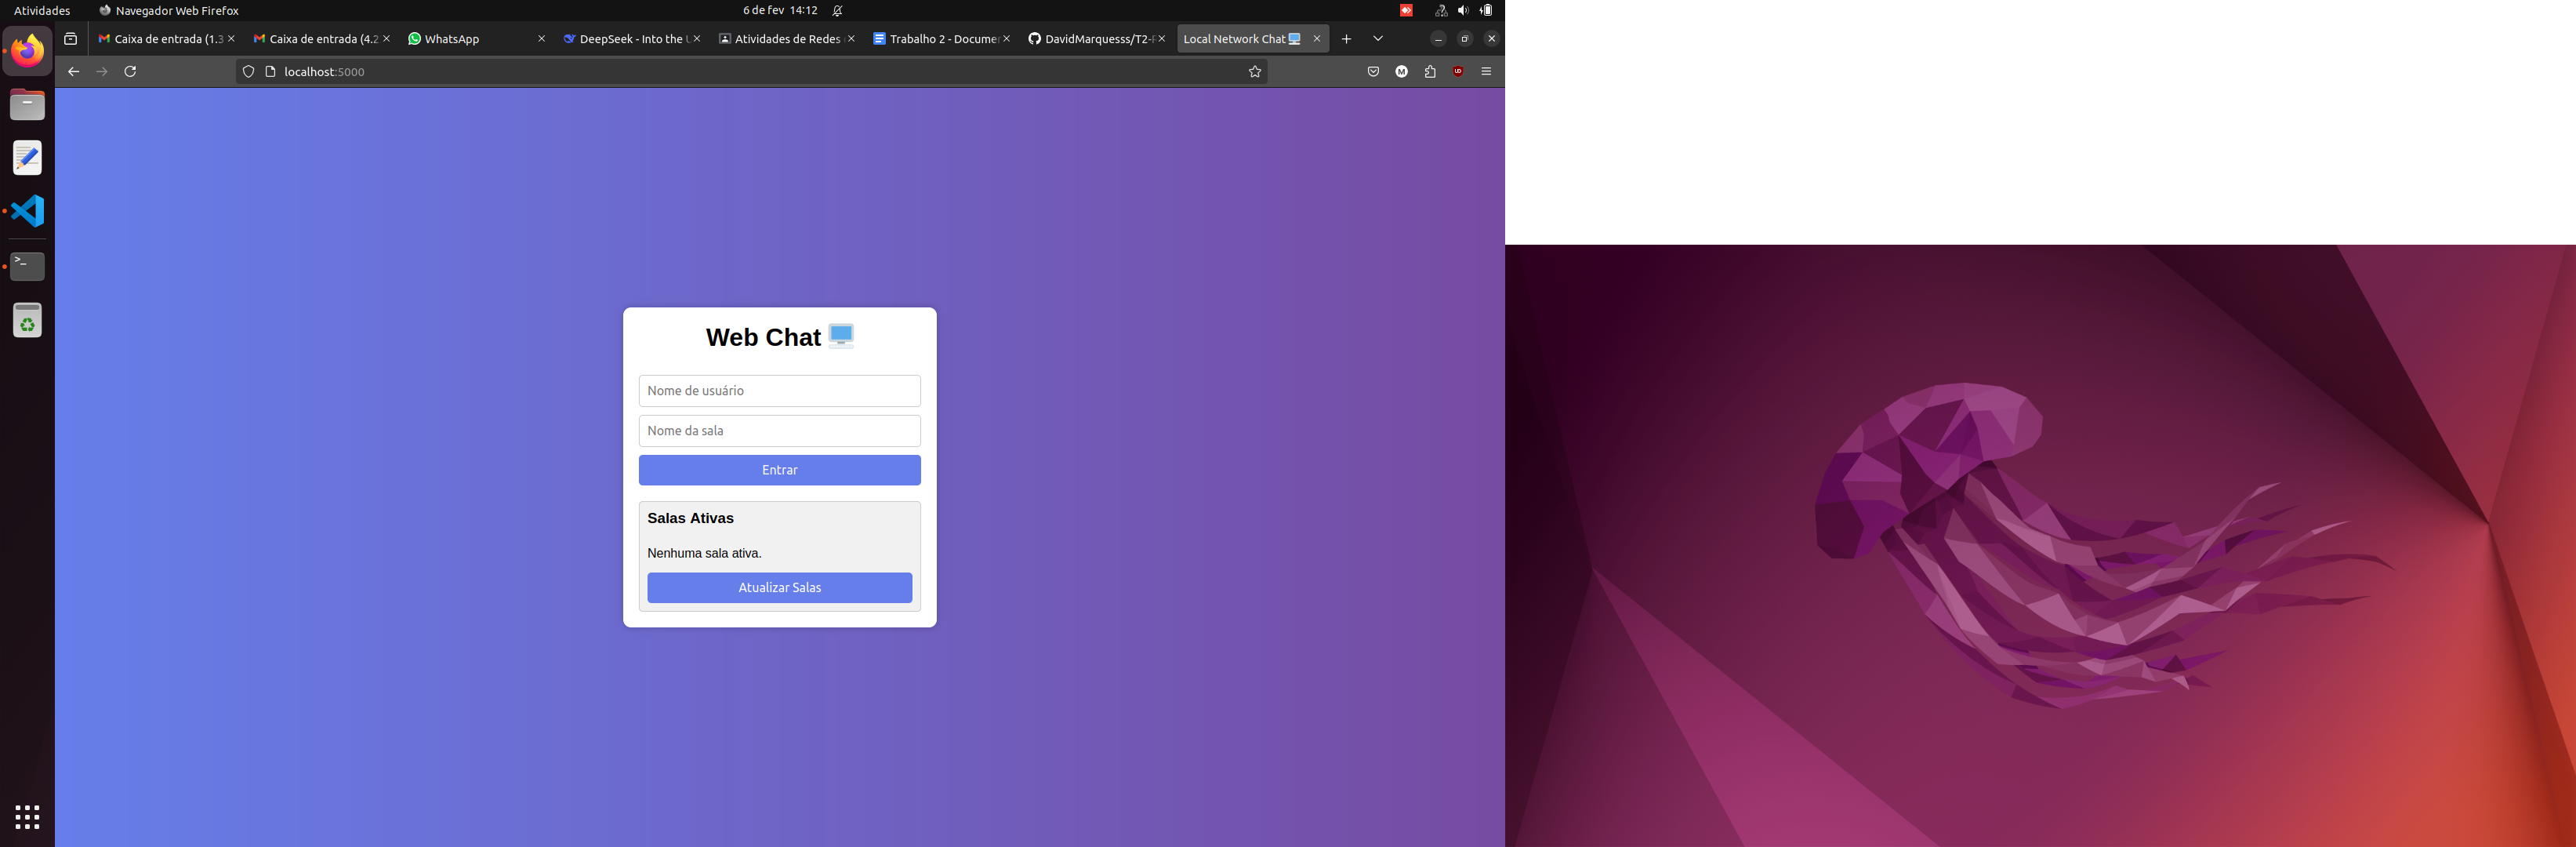 Atividades Navegador Web Firefox 6 de fev 14:12
Caixa de entrada (1.3 Caixa de entrada (4.2 WhatsApp DeepSeek - Into the Atividades de Redes Trabalho 2 - Docume DavidMarquesss/T2- Local Network Chat
localhost:5000
Web Chat
Nome de usuário
Nome da sala
Entrar
Salas Ativas
Nenhuma sala ativa.
Atualizar Salas